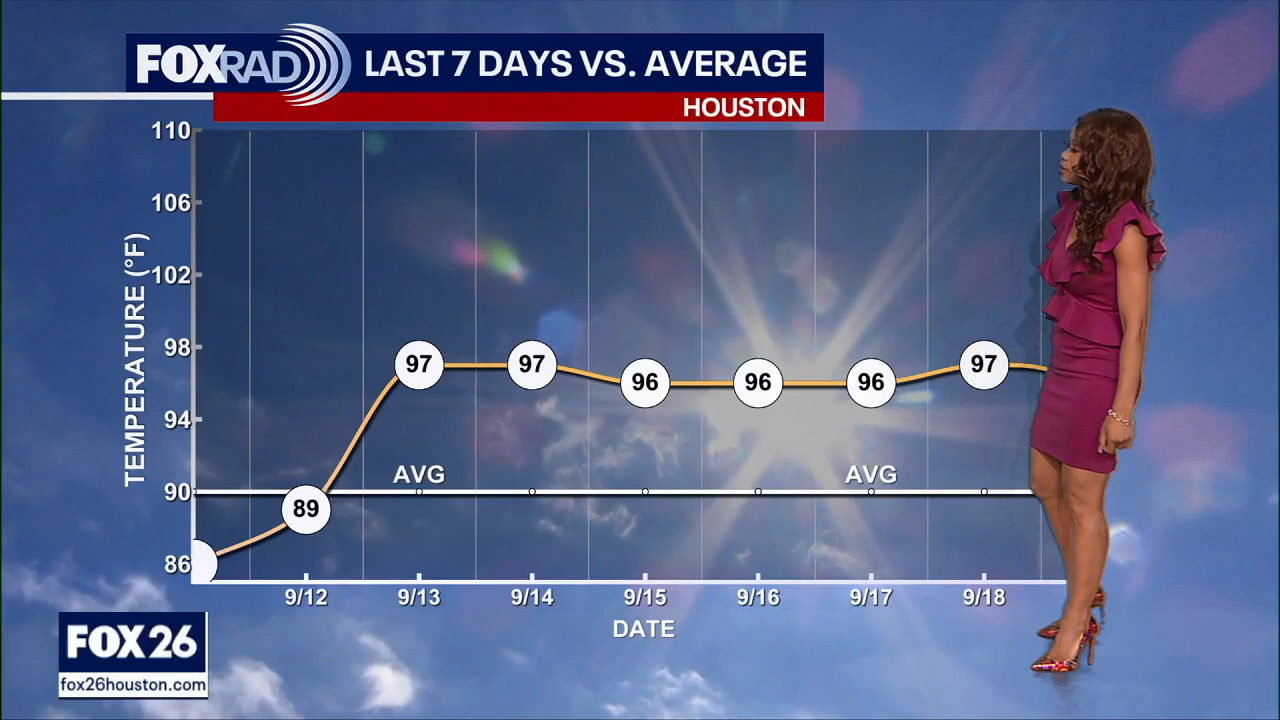 FOXRAD LAST 7 DAYS VS. AVERAGE
HOUSTON
110
106
102
98
94
90
86
TEMPERATURE (°F)
89
97
97
96
96
96
97
AVG
AVG
9/12
9/13
9/14
9/15
9/16
9/17
9/18
DATE
FOX 26
fox26houston.com